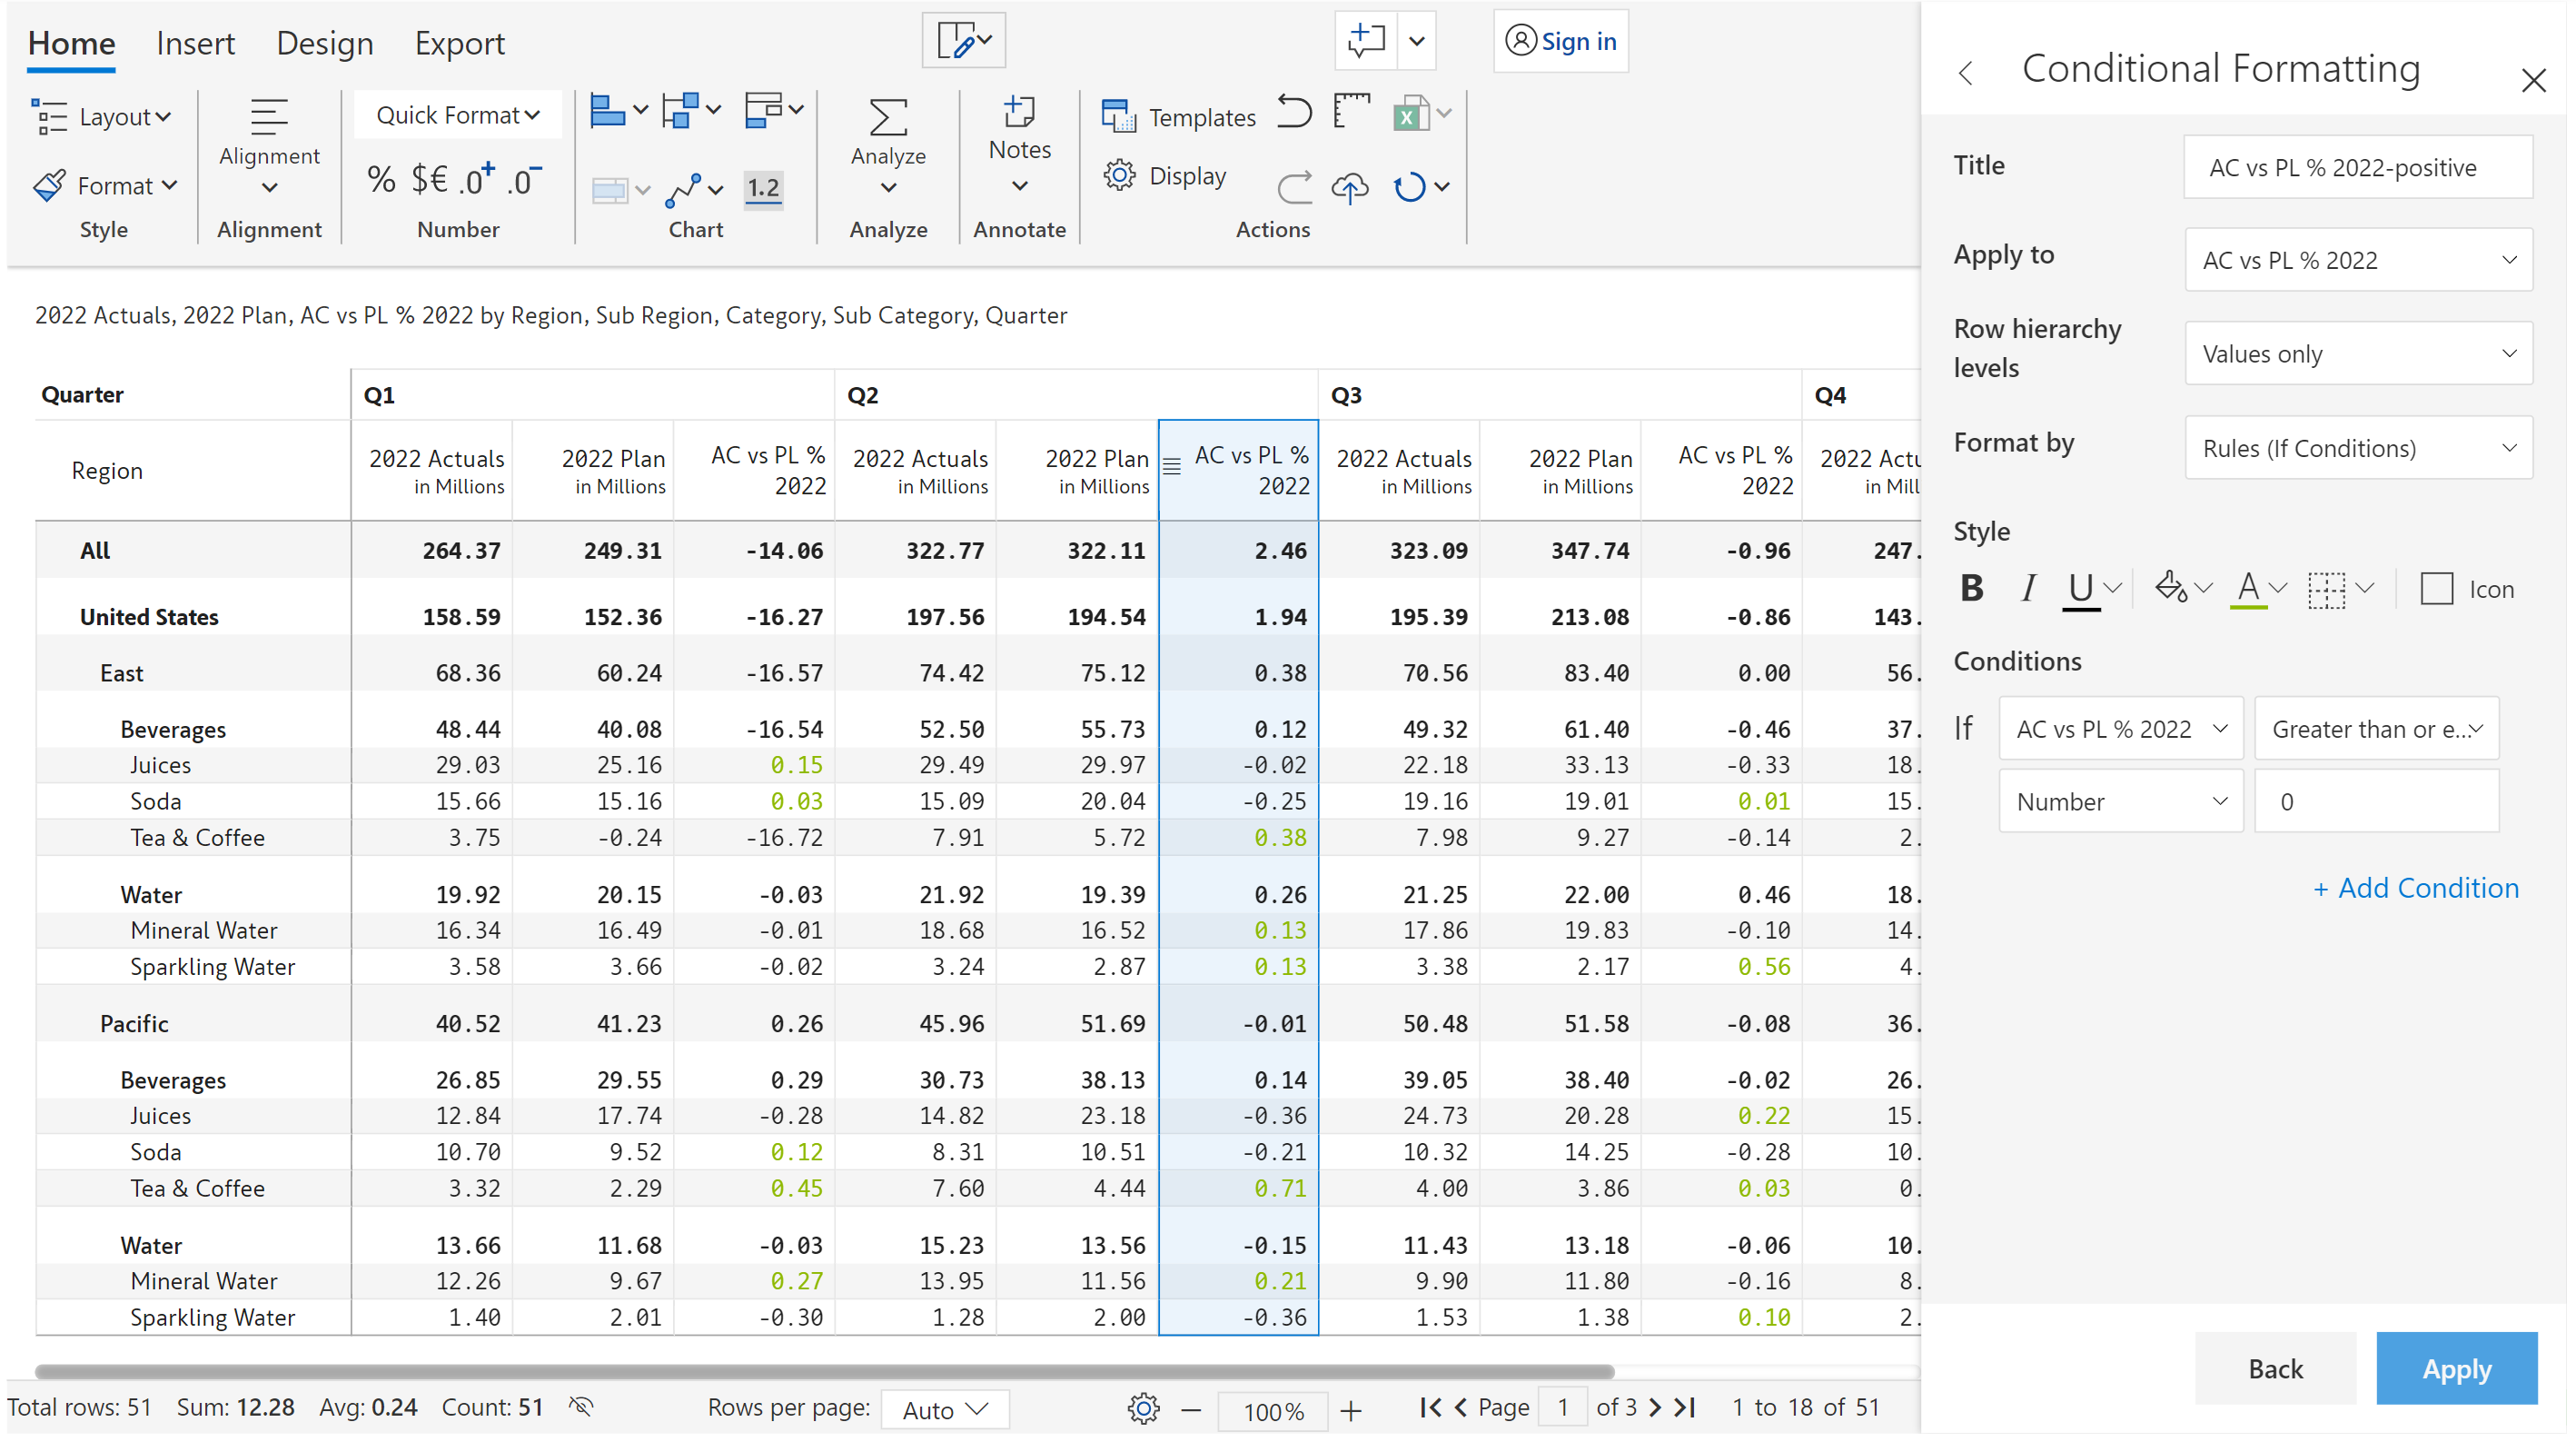 Home Insert Design Export Sign in
Layout Format Style
Alignment Alignment
Quick Format
% $€ .0+ .0-
Number
1.2
Chart
Analyze Analyze
Notes Annotate
Templates
Display
Actions
2022 Actuals, 2022 Plan, AC vs PL % 2022 by Region, Sub Region, Category, Sub Category, Quarter
Quarter Q1 Q2 Q3 Q4
Region 2022 Actuals in Millions 2022 Plan in Millions AC vs PL % 2022 2022 Actuals in Millions 2022 Plan in Millions AC vs PL % 2022 2022 Actuals in Millions 2022 Plan in Millions AC vs PL % 2022 2022 Actu in Mill
All 264.37 249.31 -14.06 322.77 322.11 2.46 323.09 347.74 -0.96 247.
United States 158.59 152.36 -16.27 197.56 194.54 1.94 195.39 213.08 -0.86 143.
East 68.36 60.24 -16.57 74.42 75.12 0.38 70.56 83.40 0.00 56.
Beverages 48.44 40.08 -16.54 52.50 55.73 0.12 49.32 61.40 -0.46 37.
Juices 29.03 25.16 0.15 29.49 29.97 -0.02 22.18 33.13 -0.33 18.
Soda 15.66 15.16 0.03 15.09 20.04 -0.25 19.16 19.01 0.01 15.
Tea & Coffee 3.75 -0.24 -16.72 7.91 5.72 0.38 7.98 9.27 -0.14 2.
Water 19.92 20.15 -0.03 21.92 19.39 0.26 21.25 22.00 0.46 18.
Mineral Water 16.34 16.49 -0.01 18.68 16.52 0.13 17.86 19.83 -0.10 14.
Sparkling Water 3.58 3.66 -0.02 3.24 2.87 0.13 3.38 2.17 0.56 4.
Pacific 40.52 41.23 0.26 45.96 51.69 -0.01 50.48 51.58 -0.08 36.
Beverages 26.85 29.55 0.29 30.73 38.13 0.14 39.05 38.40 -0.02 26.
Juices 12.84 17.74 -0.28 14.82 23.18 -0.36 24.73 20.28 0.22 15.
Soda 10.70 9.52 0.12 8.31 10.51 -0.21 10.32 14.25 -0.28 10.
Tea & Coffee 3.32 2.29 0.45 7.60 4.44 0.71 4.00 3.86 0.03 0.
Water 13.66 11.68 -0.03 15.23 13.56 -0.15 11.43 13.18 -0.06 10.
Mineral Water 12.26 9.67 0.27 13.95 11.56 0.21 9.90 11.80 -0.16 8.
Sparkling Water 1.40 2.01 -0.30 1.28 2.00 -0.36 1.53 1.38 0.10 2.
Total rows: 51 Sum: 12.28 Avg: 0.24 Count: 51 Rows per page: Auto 100% Page 1 of 3 1 to 18 of 51
Conditional Formatting
Title AC vs PL % 2022-positive
Apply to AC vs PL % 2022
Row hierarchy levels Values only
Format by Rules (If Conditions)
Style
B I U A Icon
Conditions
If AC vs PL % 2022 Greater than or e...
Number 0
+ Add Condition
Back Apply